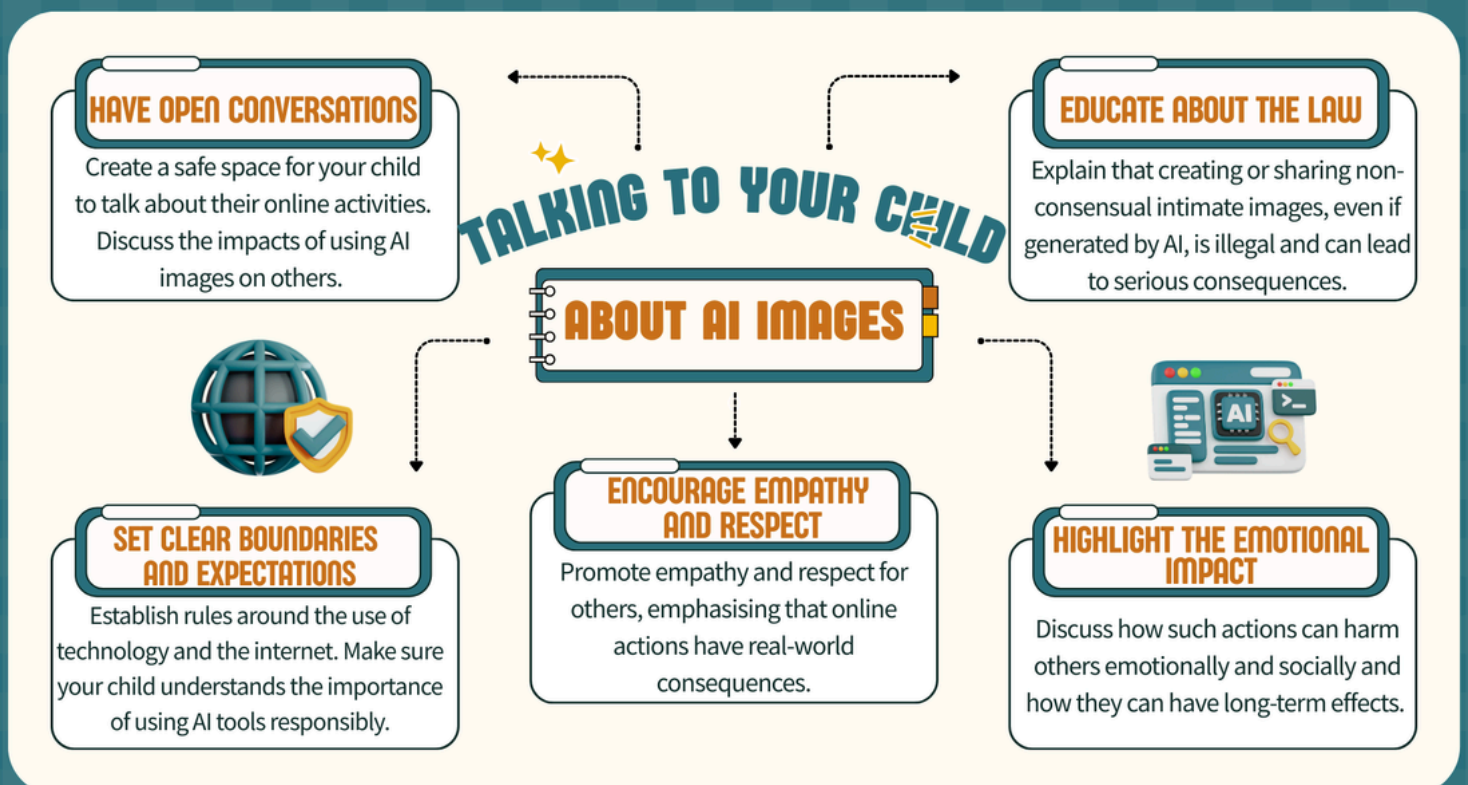 TALKING TO YOUR CHILD
ABOUT AI IMAGES
HAVE OPEN CONVERSATIONS
Create a safe space for your child
to talk about their online activities.
Discuss the impacts of using AI
images on others.
EDUCATE ABOUT THE LAW
Explain that creating or sharing non-
consensual intimate images, even if
generated by AI, is illegal and can lead
to serious consequences.
SET CLEAR BOUNDARIES
AND EXPECTATIONS
Establish rules around the use of
technology and the internet. Make sure
your child understands the importance
of using AI tools responsibly.
ENCOURAGE EMPATHY
AND RESPECT
Promote empathy and respect for
others, emphasising that online
actions have real-world
consequences.
AI
>_
HIGHLIGHT THE EMOTIONAL
IMPACT
Discuss how such actions can harm
others emotionally and socially and
how they can have long-term effects.